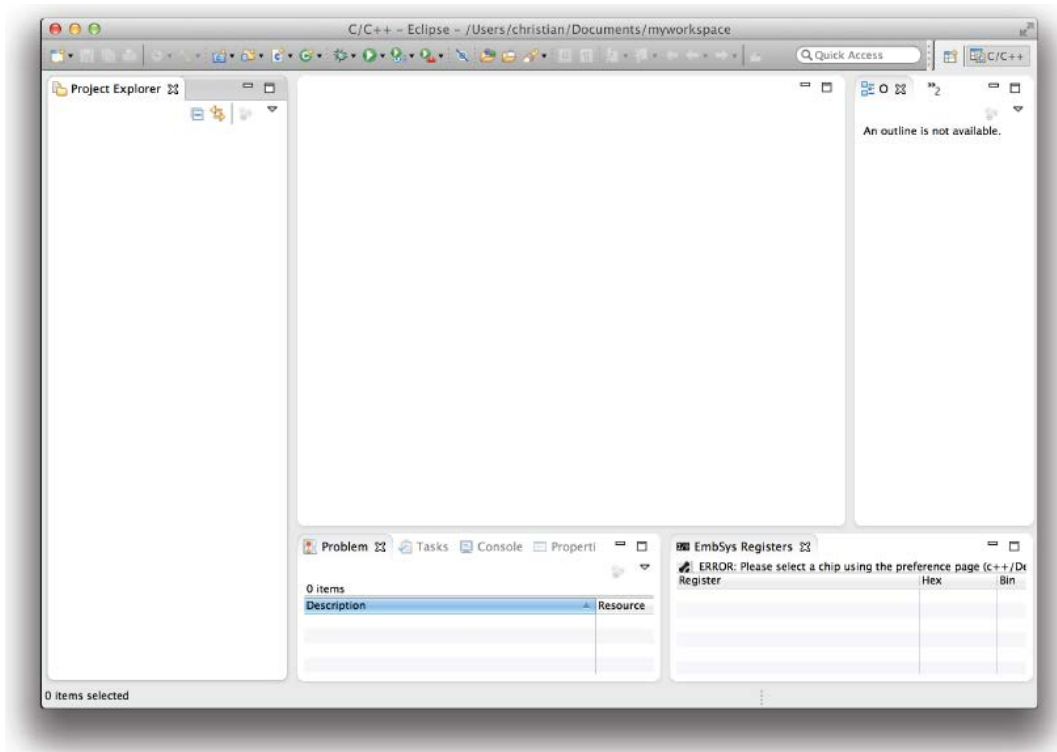 C/C++ - Eclipse - /Users/christian/Documents/myworkspace
Quick Access
C/C++
Project Explorer
O
»2
An outline is not available.
Problem
Tasks
Console
Properti
EmbSys Registers
ERROR: Please select a chip using the preference page (c++/De
0 items
Description
Resource
Register
Hex
Bin
0 items selected